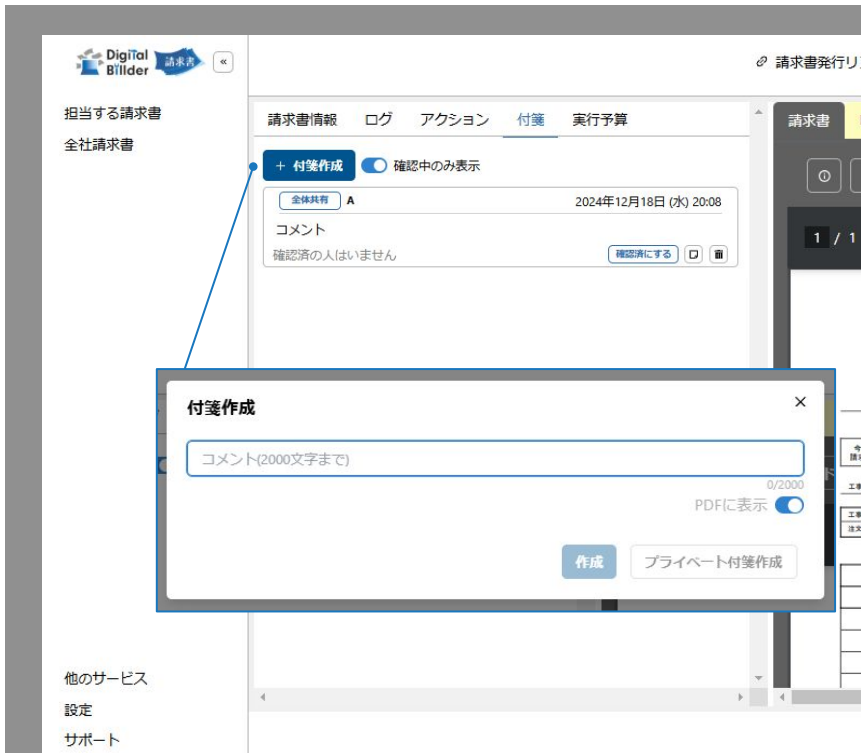 DigiTal
Billder
請求書
«
請求書発行リ
担当する請求書
全社請求書
請求書情報 ログ アクション 付箋 実行予算
請求書
+ 付箋作成 確認中のみ表示
全体共有 A 2024年12月18日 (水) 20:08
コメント
確認済の人はいません 確認済にする
1 / 1
付箋作成 ×
コメント(2000文字まで)
0/2000
PDFに表示
作成 プライベート付箋作成
他のサービス
設定
サポート